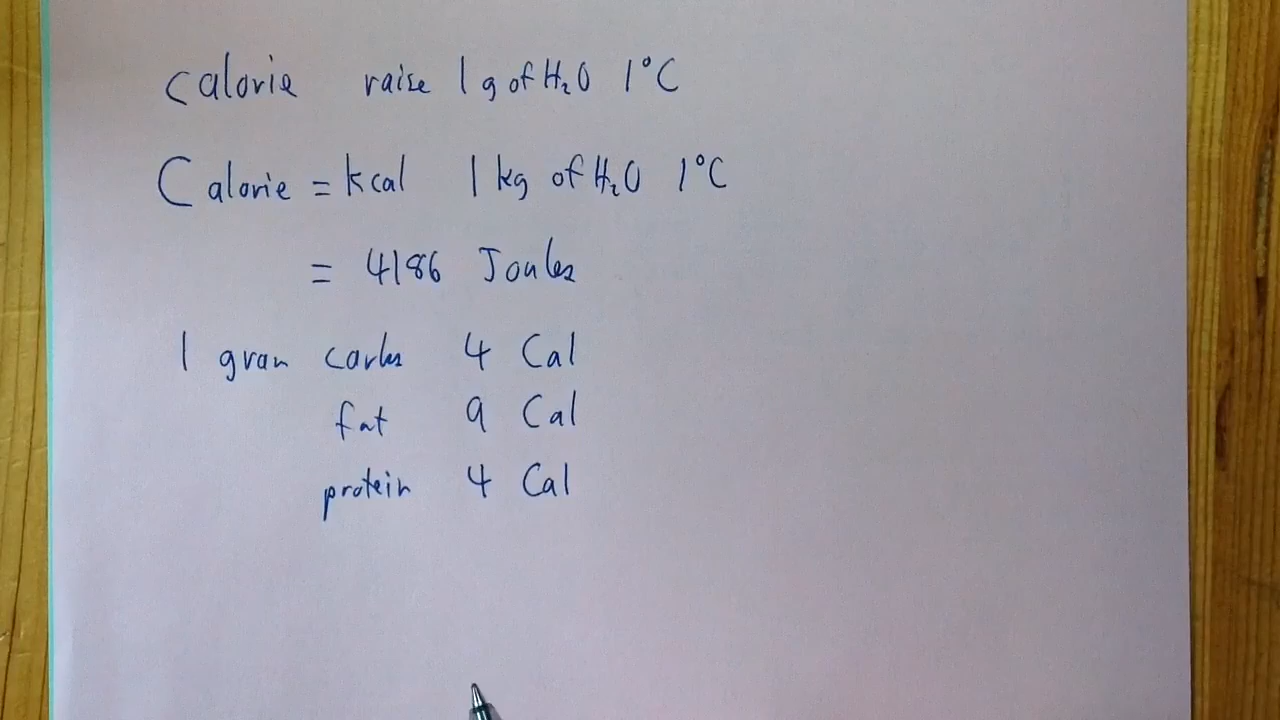 calorie raise 1 g of H₂O 1°C
Calorie = kcal 1 kg of H₂O 1°C
= 4186 Joules
1 gram carbs 4 Cal
fat 9 Cal
protein 4 Cal